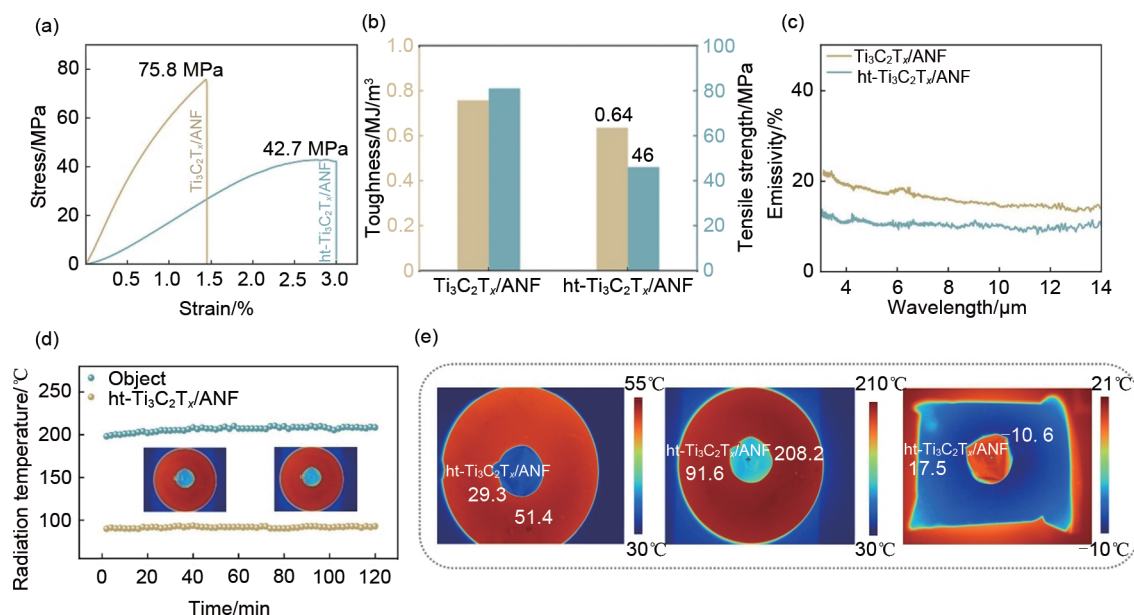 (a)
Stress/MPa
80
60
40
20
0
75.8 MPa
42.7 MPa
Ti₃C₂Tₓ/ANF
ht-Ti₃C₂Tₓ/ANF
0.5 1.0 1.5 2.0 2.5 3.0
Strain/%
(b)
Toughness/MJ/m³
1.0
0.8
0.6
0.4
0.2
0
0.64
46
100
80
60
40
20
0
Tensile strength/MPa
Ti₃C₂Tₓ/ANF ht-Ti₃C₂Tₓ/ANF
(c)
Emissivity/%
40
20
0
Ti₃C₂Tₓ/ANF
ht-Ti₃C₂Tₓ/ANF
4 6 8 10 12 14
Wavelength/μm
(d)
Radiation temperature/℃
250
200
150
100
Object
ht-Ti₃C₂Tₓ/ANF
0 20 40 60 80 100 120
Time/min
(e)
ht-Ti₃C₂Tₓ/ANF
29.3
51.4
55℃
30℃
ht-Ti₃C₂Tₓ/ANF
91.6
208.2
210℃
30℃
ht-Ti₃C₂Tₓ/ANF
17.5
−10.6
21℃
−10℃